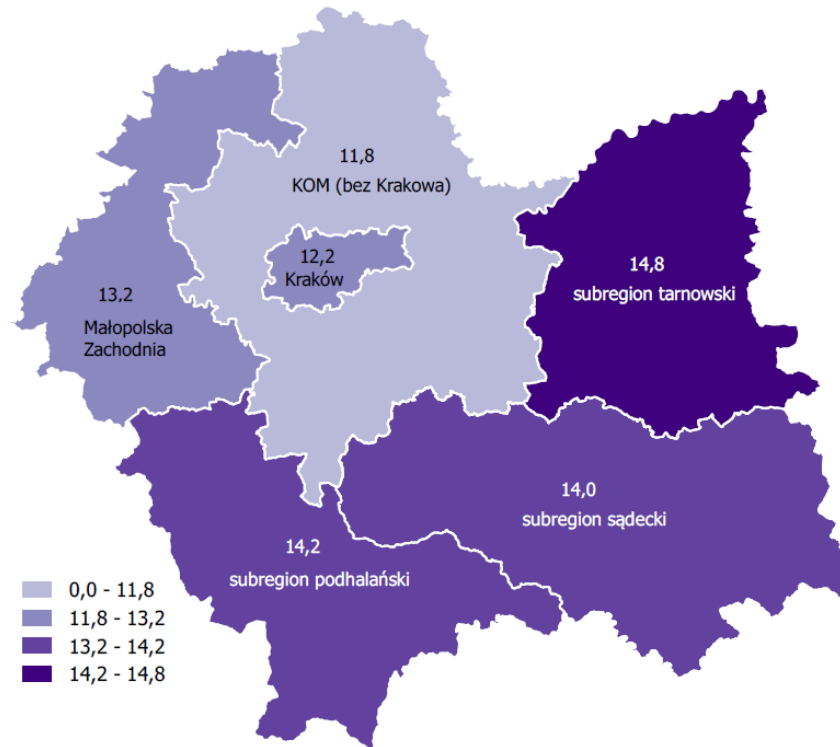 11,8
KOM (bez Krakowa)
12,2
Kraków
14,8
subregion tarnowski
13,2
Małopolska
Zachodnia
14,0
subregion sądecki
14,2
subregion podhalański
0,0 - 11,8
11,8 - 13,2
13,2 - 14,2
14,2 - 14,8